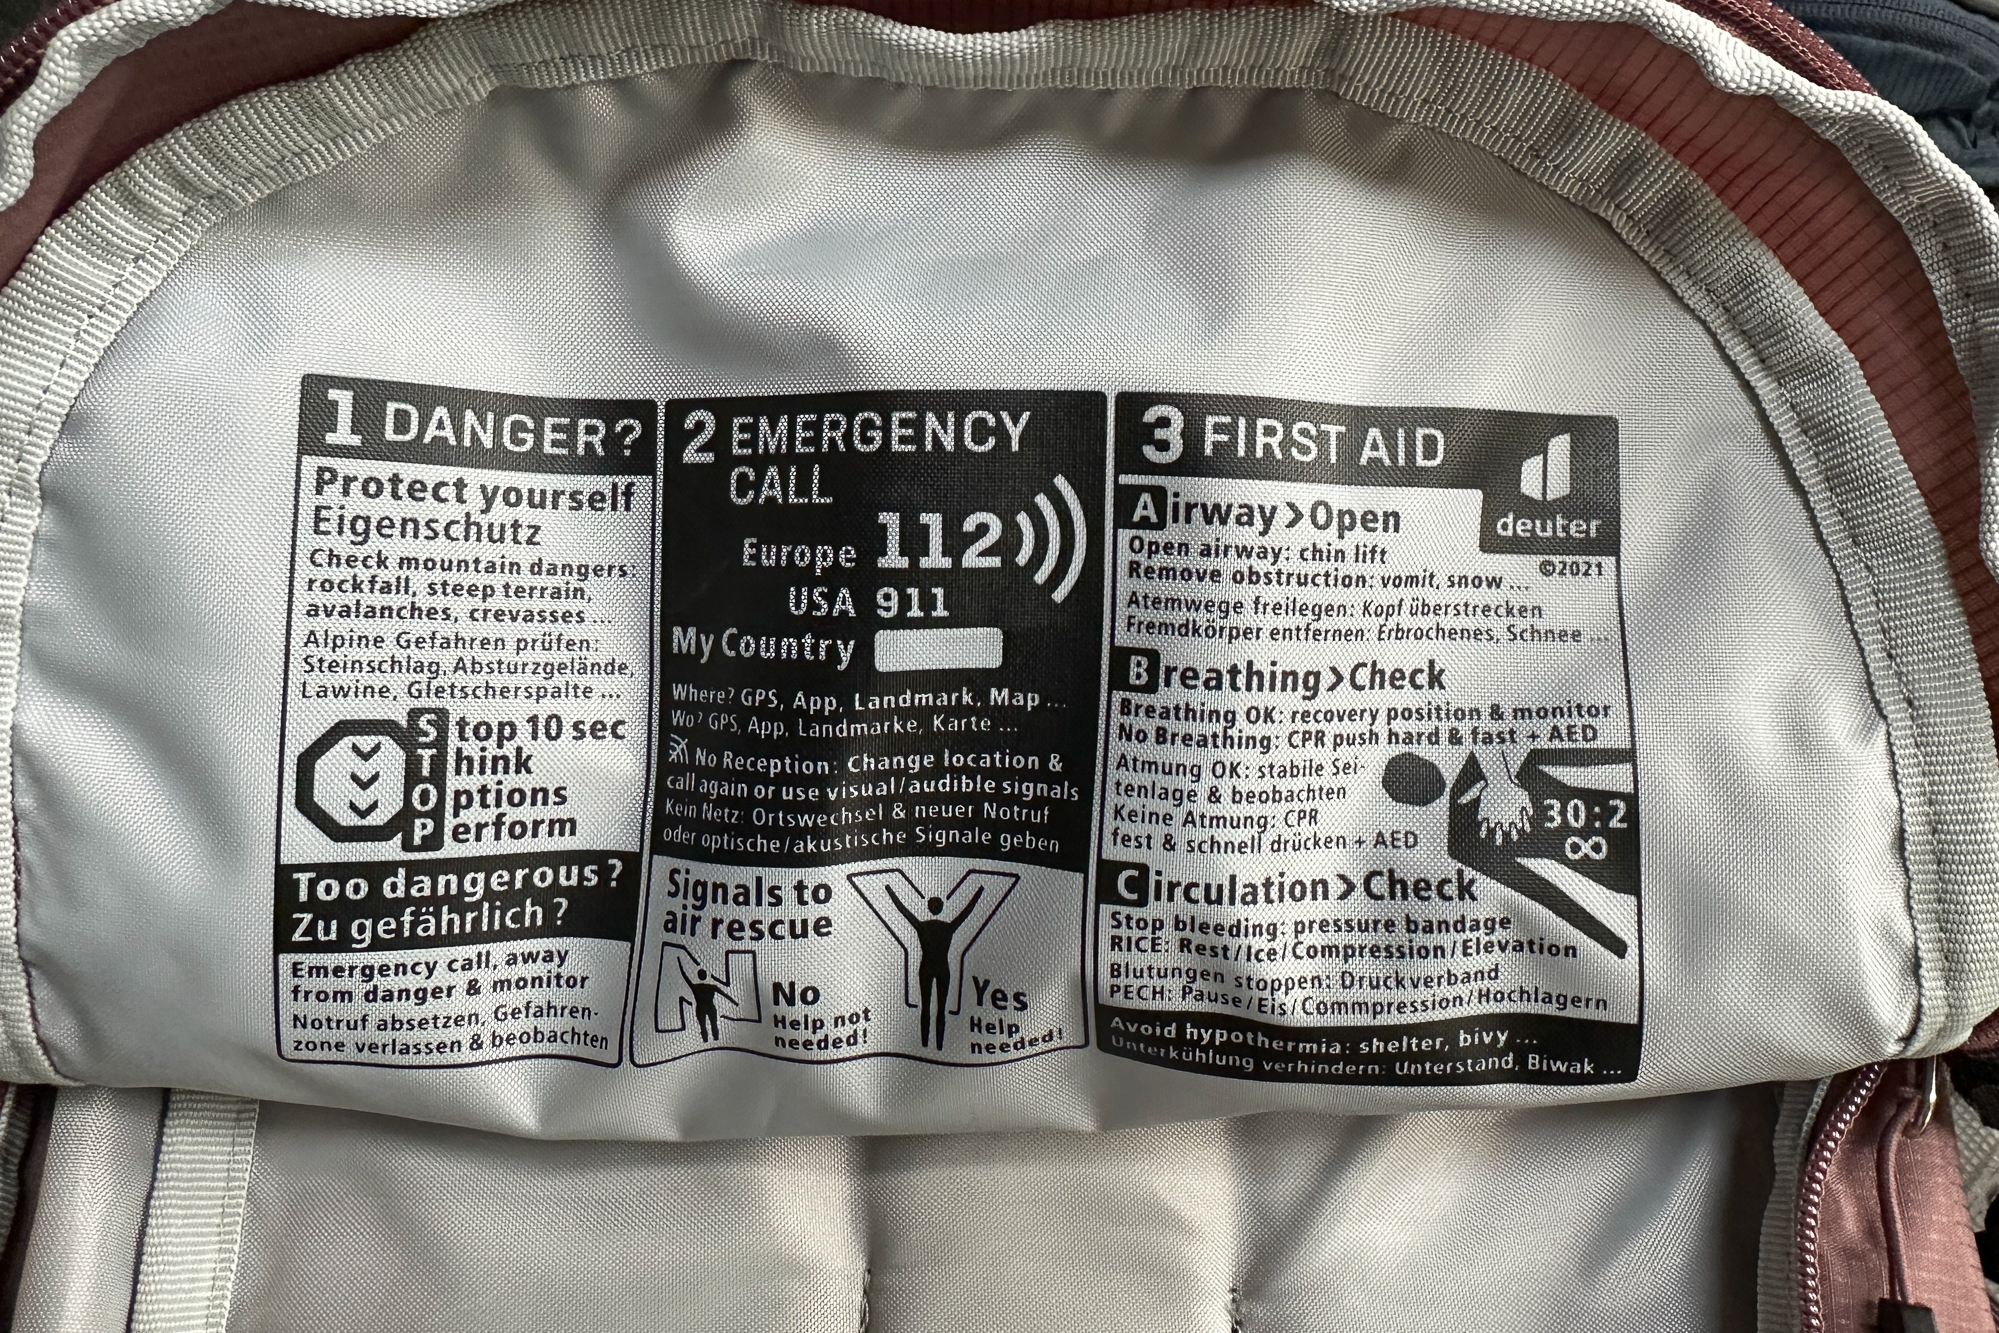 1 DANGER?
Protect yourself
Eigenschutz
Check mountain dangers:
rockfall, steep terrain,
avalanches, crevasses ...
Alpine Gefahren prüfen:
Steinschlag, Absturzgelände,
Lawine, Gletscherspalte ...
Stop 10 sec
Think
Options
Perform
Too dangerous?
Zu gefährlich?
Emergency call, away
from danger & monitor
Notruf absetzen, Gefahren-
zone verlassen & beobachten
2 EMERGENCY
CALL
Europe 112
USA 911
My Country
Where? GPS, App, Landmark, Map ...
Wo? GPS, App, Landmarke, Karte ...
No Reception: Change location &
call again or use visual/audible signals
Kein Netz: Ortswechsel & neuer Notruf
oder optische/akustische Signale geben
Signals to
air rescue
N
No
Help not
needed!
Y
Yes
Help
needed!
3 FIRST AID
deuter
©2021
Airway>Open
Open airway: chin lift
Remove obstruction: vomit, snow ...
Atemwege freilegen: Kopf überstrecken
Fremdkörper entfernen: Erbrochenes, Schnee ...
Breathing>Check
Breathing OK: recovery position & monitor
No Breathing: CPR push hard & fast + AED
Atmung OK: stabile Sei-
tenlage & beobachten
Keine Atmung: CPR
fest & schnell drücken + AED
30:2
∞
Circulation>Check
Stop bleeding: pressure bandage
RICE: Rest/Ice/Compression/Elevation
Blutungen stoppen: Druckverband
PECH: Pause/Eis/Commpression/Hochlagern
Avoid hypothermia: shelter, bivy ...
Unterkühlung verhindern: Unterstand, Biwak ...